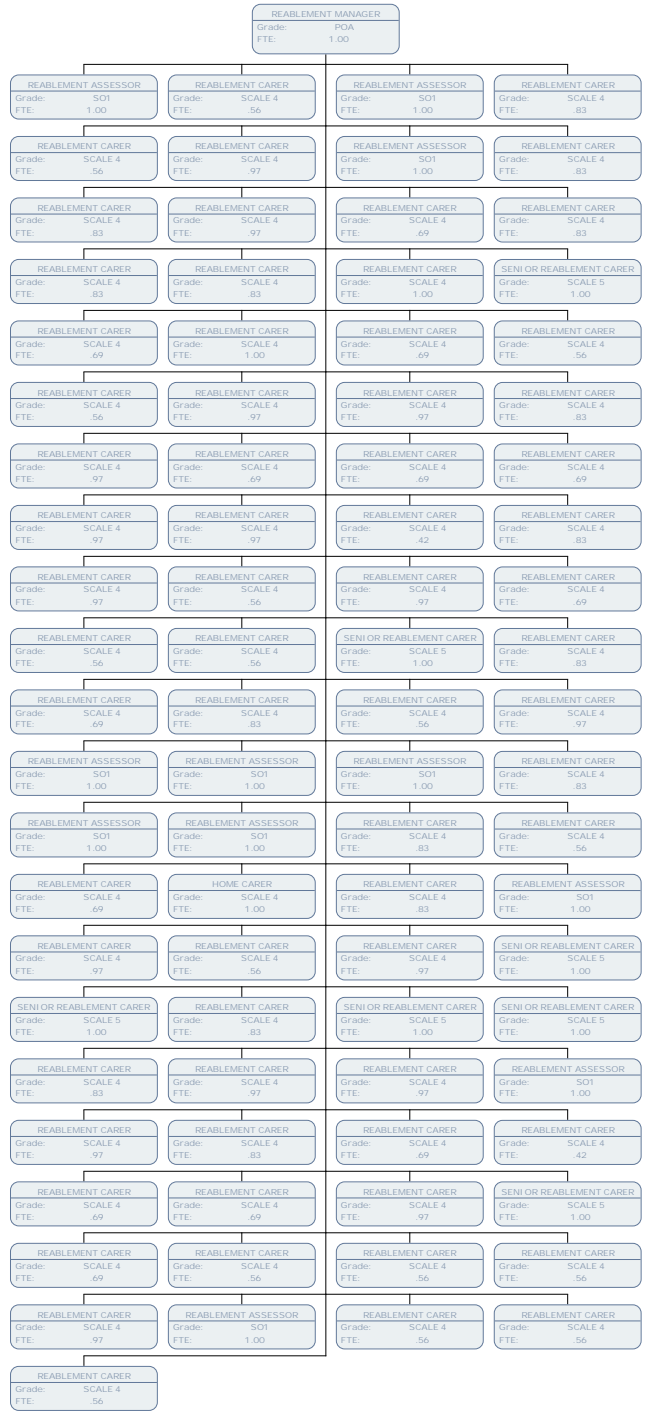 REABLEMENT MANAGER
Grade: POA
FTE: 1.00
REABLEMENT ASSESSOR
Grade: SO1
FTE: 1.00
REABLEMENT CARER
Grade: SCALE 4
FTE: .56
REABLEMENT ASSESSOR
Grade: SO1
FTE: 1.00
REABLEMENT CARER
Grade: SCALE 4
FTE: .83
REABLEMENT CARER
Grade: SCALE 4
FTE: .56
REABLEMENT CARER
Grade: SCALE 4
FTE: .97
REABLEMENT ASSESSOR
Grade: SO1
FTE: 1.00
REABLEMENT CARER
Grade: SCALE 4
FTE: .83
REABLEMENT CARER
Grade: SCALE 4
FTE: .83
REABLEMENT CARER
Grade: SCALE 4
FTE: .97
REABLEMENT CARER
Grade: SCALE 4
FTE: .69
REABLEMENT CARER
Grade: SCALE 4
FTE: .83
REABLEMENT CARER
Grade: SCALE 4
FTE: .83
REABLEMENT CARER
Grade: SCALE 4
FTE: .83
REABLEMENT CARER
Grade: SCALE 4
FTE: 1.00
SENIOR REABLEMENT CARER
Grade: SCALE 5
FTE: 1.00
REABLEMENT CARER
Grade: SCALE 4
FTE: .69
REABLEMENT CARER
Grade: SCALE 4
FTE: 1.00
REABLEMENT CARER
Grade: SCALE 4
FTE: .69
REABLEMENT CARER
Grade: SCALE 4
FTE: .56
REABLEMENT CARER
Grade: SCALE 4
FTE: .56
REABLEMENT CARER
Grade: SCALE 4
FTE: .97
REABLEMENT CARER
Grade: SCALE 4
FTE: .97
REABLEMENT CARER
Grade: SCALE 4
FTE: .83
REABLEMENT CARER
Grade: SCALE 4
FTE: .97
REABLEMENT CARER
Grade: SCALE 4
FTE: .69
REABLEMENT CARER
Grade: SCALE 4
FTE: .69
REABLEMENT CARER
Grade: SCALE 4
FTE: .69
REABLEMENT CARER
Grade: SCALE 4
FTE: .97
REABLEMENT CARER
Grade: SCALE 4
FTE: .97
REABLEMENT CARER
Grade: SCALE 4
FTE: .42
REABLEMENT CARER
Grade: SCALE 4
FTE: .83
REABLEMENT CARER
Grade: SCALE 4
FTE: .97
REABLEMENT CARER
Grade: SCALE 4
FTE: .56
REABLEMENT CARER
Grade: SCALE 4
FTE: .97
REABLEMENT CARER
Grade: SCALE 4
FTE: .69
REABLEMENT CARER
Grade: SCALE 4
FTE: .56
REABLEMENT CARER
Grade: SCALE 4
FTE: .56
SENIOR REABLEMENT CARER
Grade: SCALE 5
FTE: 1.00
REABLEMENT CARER
Grade: SCALE 4
FTE: .83
REABLEMENT CARER
Grade: SCALE 4
FTE: .69
REABLEMENT CARER
Grade: SCALE 4
FTE: .83
REABLEMENT CARER
Grade: SCALE 4
FTE: .56
REABLEMENT CARER
Grade: SCALE 4
FTE: .97
REABLEMENT ASSESSOR
Grade: SO1
FTE: 1.00
REABLEMENT ASSESSOR
Grade: SO1
FTE: 1.00
REABLEMENT ASSESSOR
Grade: SO1
FTE: 1.00
REABLEMENT CARER
Grade: SCALE 4
FTE: .83
REABLEMENT ASSESSOR
Grade: SO1
FTE: 1.00
REABLEMENT ASSESSOR
Grade: SO1
FTE: 1.00
REABLEMENT CARER
Grade: SCALE 4
FTE: .83
REABLEMENT CARER
Grade: SCALE 4
FTE: .56
REABLEMENT CARER
Grade: SCALE 4
FTE: .69
HOME CARER
Grade: SCALE 4
FTE: 1.00
REABLEMENT CARER
Grade: SCALE 4
FTE: .83
REABLEMENT ASSESSOR
Grade: SO1
FTE: 1.00
REABLEMENT CARER
Grade: SCALE 4
FTE: .97
REABLEMENT CARER
Grade: SCALE 4
FTE: .56
REABLEMENT CARER
Grade: SCALE 4
FTE: .97
SENIOR REABLEMENT CARER
Grade: SCALE 5
FTE: 1.00
SENIOR REABLEMENT CARER
Grade: SCALE 5
FTE: 1.00
REABLEMENT CARER
Grade: SCALE 4
FTE: .83
SENIOR REABLEMENT CARER
Grade: SCALE 5
FTE: 1.00
SENIOR REABLEMENT CARER
Grade: SCALE 5
FTE: 1.00
REABLEMENT CARER
Grade: SCALE 4
FTE: .83
REABLEMENT CARER
Grade: SCALE 4
FTE: .97
REABLEMENT CARER
Grade: SCALE 4
FTE: .97
REABLEMENT ASSESSOR
Grade: SO1
FTE: 1.00
REABLEMENT CARER
Grade: SCALE 4
FTE: .97
REABLEMENT CARER
Grade: SCALE 4
FTE: .83
REABLEMENT CARER
Grade: SCALE 4
FTE: .69
REABLEMENT CARER
Grade: SCALE 4
FTE: .42
REABLEMENT CARER
Grade: SCALE 4
FTE: .69
REABLEMENT CARER
Grade: SCALE 4
FTE: .69
REABLEMENT CARER
Grade: SCALE 4
FTE: .97
SENIOR REABLEMENT CARER
Grade: SCALE 5
FTE: 1.00
REABLEMENT CARER
Grade: SCALE 4
FTE: .69
REABLEMENT CARER
Grade: SCALE 4
FTE: .56
REABLEMENT CARER
Grade: SCALE 4
FTE: .56
REABLEMENT CARER
Grade: SCALE 4
FTE: .56
REABLEMENT CARER
Grade: SCALE 4
FTE: .97
REABLEMENT ASSESSOR
Grade: SO1
FTE: 1.00
REABLEMENT CARER
Grade: SCALE 4
FTE: .56
REABLEMENT CARER
Grade: SCALE 4
FTE: .56
REABLEMENT CARER
Grade: SCALE 4
FTE: .56